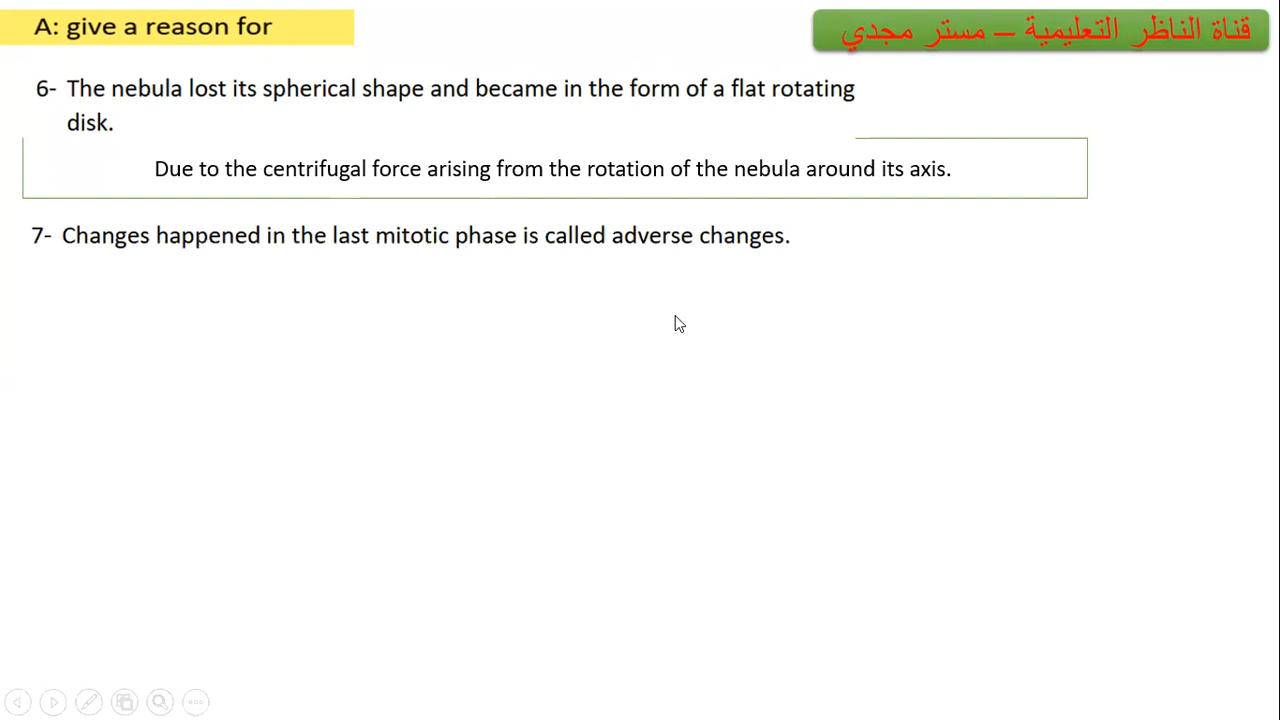 A: give a reason for
قناة الناظر التعليمية – مستر مجدي
6- The nebula lost its spherical shape and became in the form of a flat rotating
disk.
Due to the centrifugal force arising from the rotation of the nebula around its axis.
7- Changes happened in the last mitotic phase is called adverse changes.